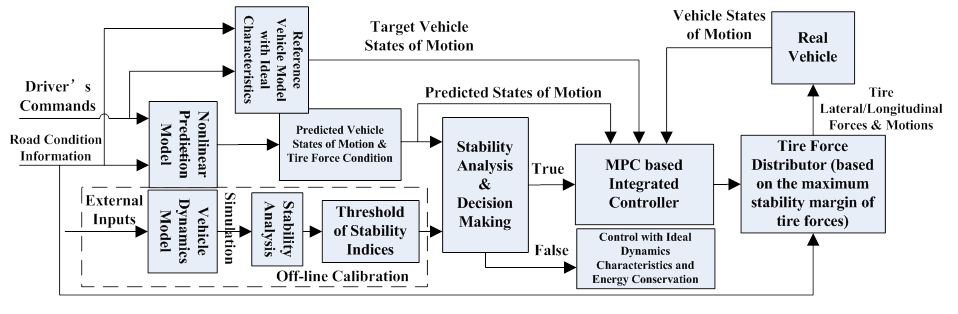 Driver's
Commands
Road Condition
Information
Reference
Vehicle Model
with Ideal
Characteristics
Target Vehicle
States of Motion
Vehicle States
of Motion
Real
Vehicle
Nonlinear
Prediction
Model
Predicted Vehicle
States of Motion &
Tire Force Condition
Predicted States of Motion
Tire
Lateral/Longitudinal
Forces & Motions
Stability
Analysis
&
Decision
Making
True
False
MPC based
Integrated
Controller
Tire Force
Distributor (based
on the maximum
stability margin of
tire forces)
Control with Ideal
Dynamics
Characteristics and
Energy Conservation
External
Inputs
Vehicle
Dynamics
Model
Simulation
Stability
Analysis
Threshold
of Stability
Indices
Off-line Calibration